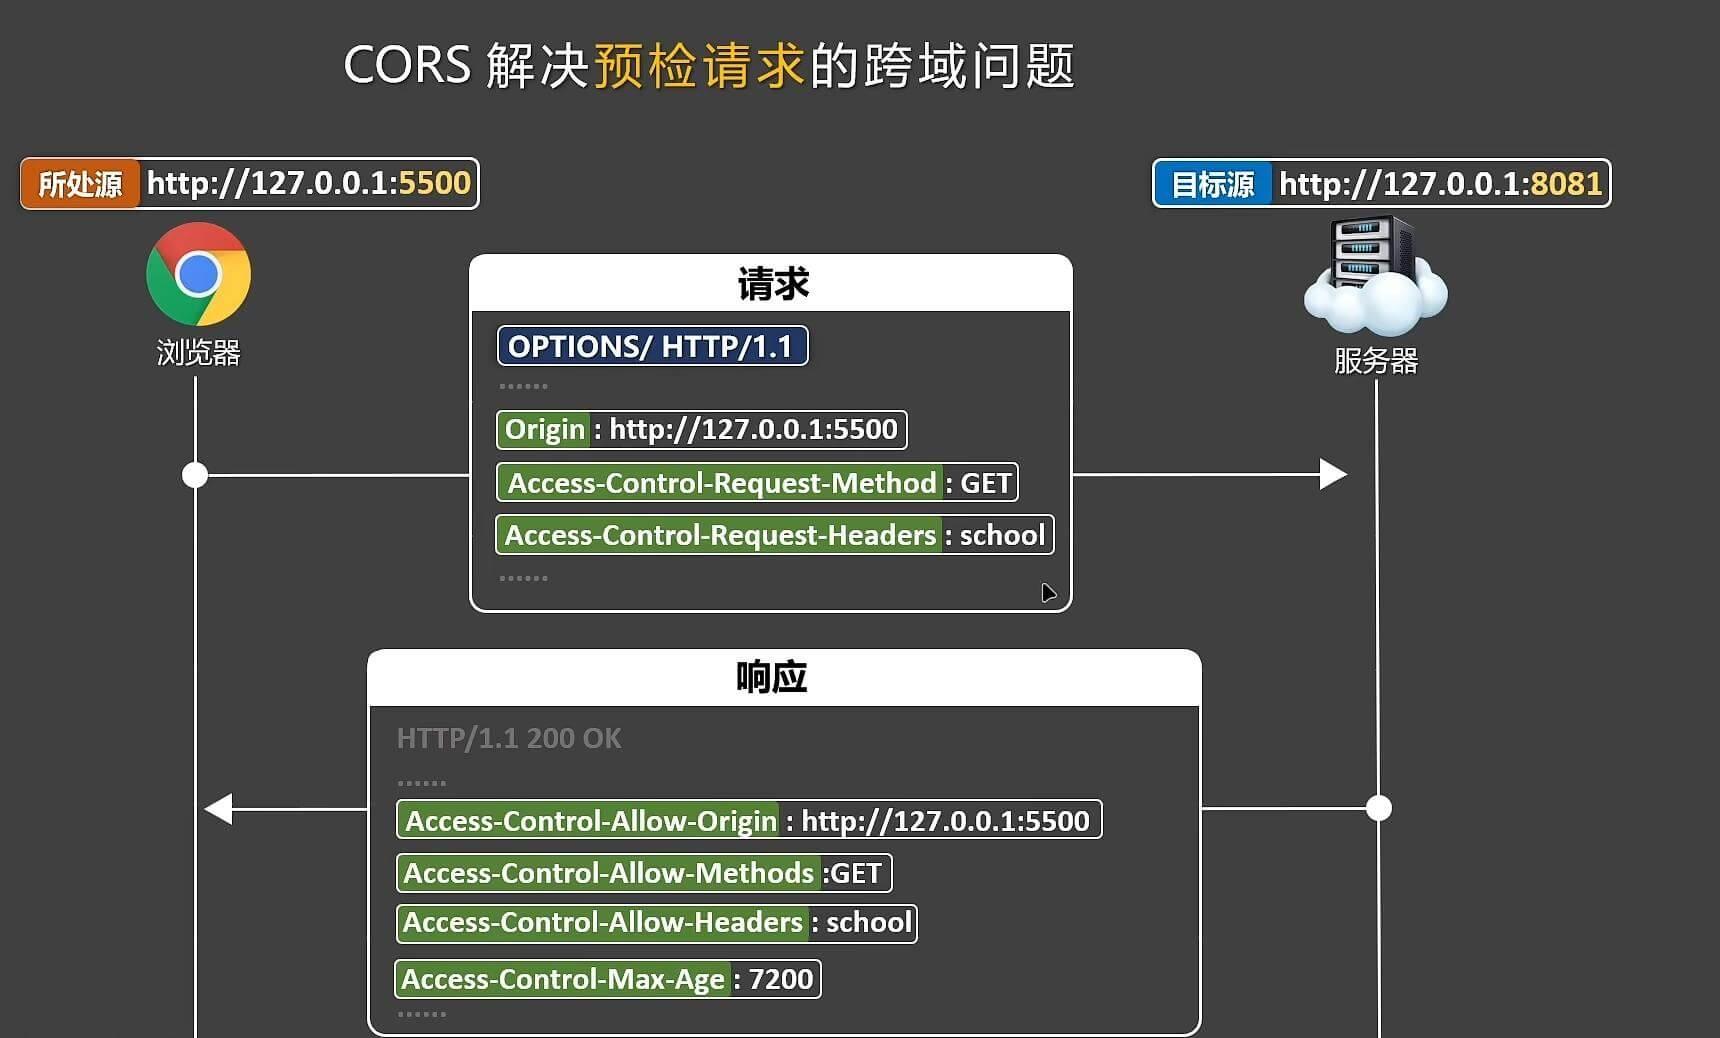 CORS 解决预检请求的跨域问题
所处源 http://127.0.0.1:5500
目标源 http://127.0.0.1:8081
浏览器
服务器
请求
OPTIONS/ HTTP/1.1
......
Origin : http://127.0.0.1:5500
Access-Control-Request-Method : GET
Access-Control-Request-Headers : school
......
响应
HTTP/1.1 200 OK
......
Access-Control-Allow-Origin : http://127.0.0.1:5500
Access-Control-Allow-Methods :GET
Access-Control-Allow-Headers : school
Access-Control-Max-Age : 7200
......